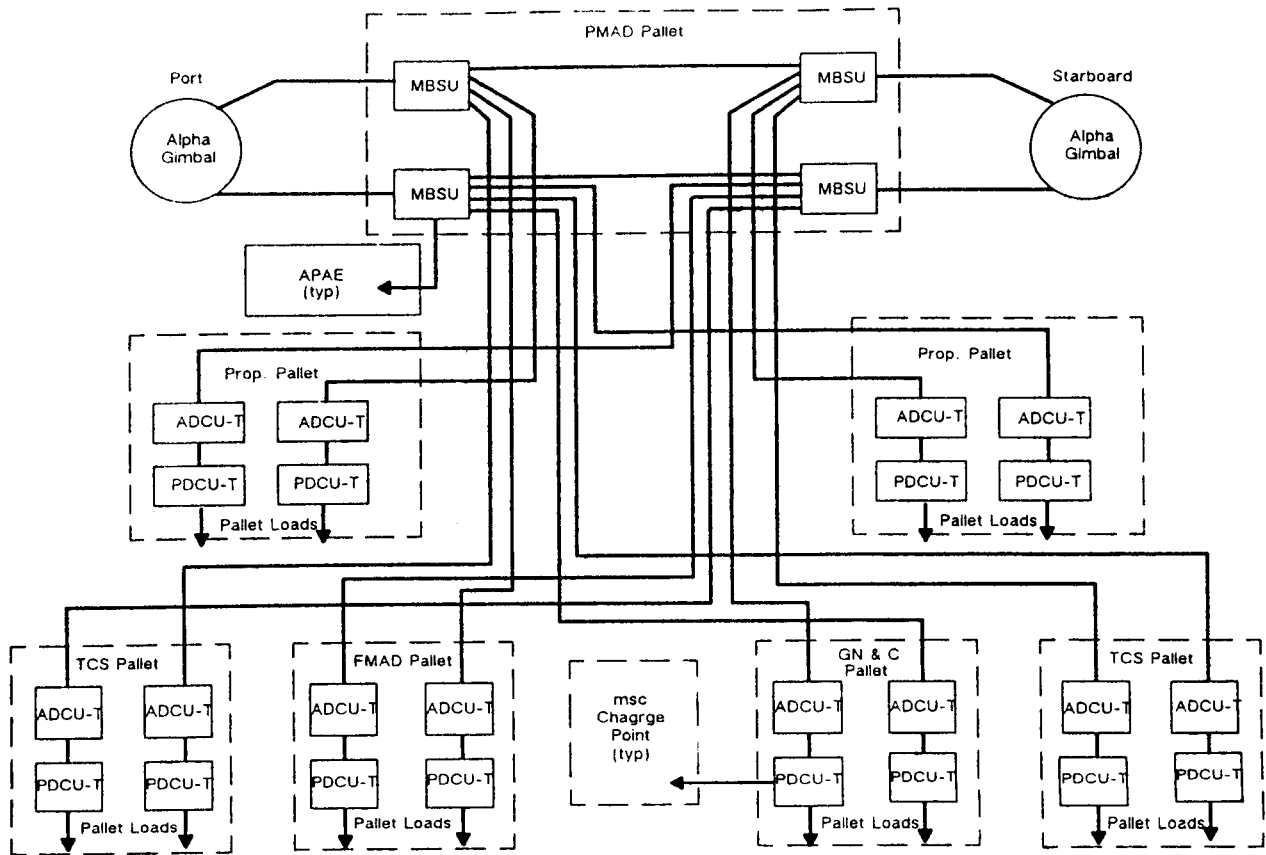 PMAD Pallet
Port
Starboard
MBSU
MBSU
Alpha
Gimbal
Alpha
Gimbal
MBSU
MBSU
APAE
(typ)
Prop. Pallet
ADCU-T
ADCU-T
PDCU-T
PDCU-T
Pallet Loads
Prop. Pallet
ADCU-T
ADCU-T
PDCU-T
PDCU-T
Pallet Loads
TCS Pallet
ADCU-T
ADCU-T
PDCU-T
PDCU-T
Pallet Loads
FMAD Pallet
ADCU-T
ADCU-T
PDCU-T
PDCU-T
Pallet Loads
msc
Chagrge
Point
(typ)
GN & C
Pallet
ADCU-T
ADCU-T
PDCU-T
PDCU-T
Pallet Loads
TCS Pallet
ADCU-T
ADCU-T
PDCU-T
PDCU-T
Pallet Loads